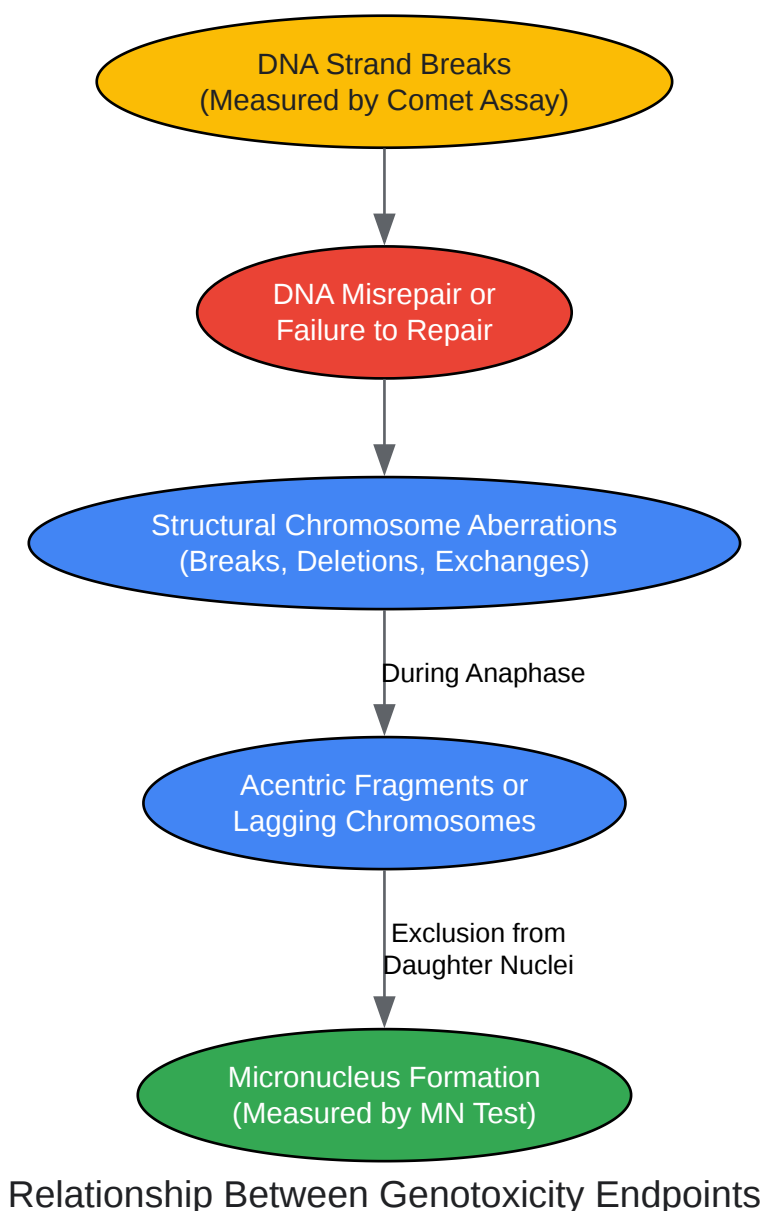 DNA Strand Breaks
(Measured by Comet Assay)
DNA Misrepair or
Failure to Repair
Structural Chromosome Aberrations
(Breaks, Deletions, Exchanges)
During Anaphase
Acentric Fragments or
Lagging Chromosomes
Exclusion from
Daughter Nuclei
Micronucleus Formation
(Measured by MN Test)
Relationship Between Genotoxicity Endpoints